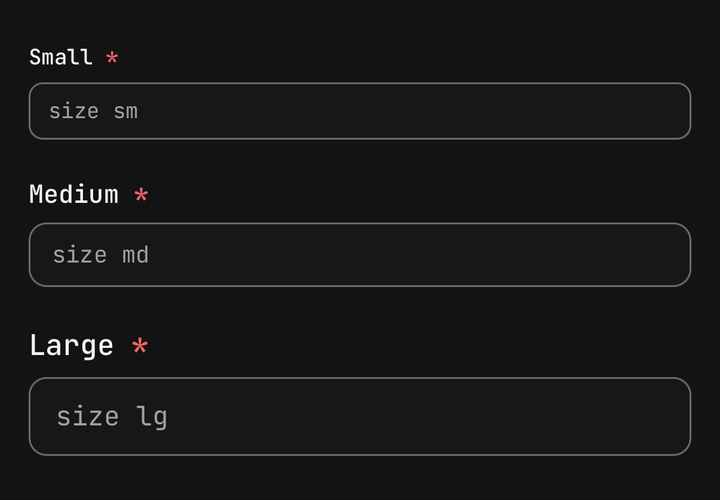 Small *
size sm
Medium *
size md
Large *
size lg